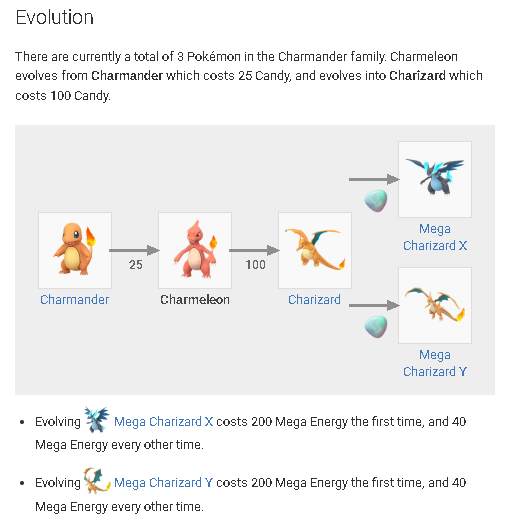 Evolution
There are currently a total of 3 Pokémon in the Charmander family. Charmeleon
evolves from Charmander which costs 25 Candy, and evolves into Charizard which
costs 100 Candy.
Mega
Charizard X
25
100
Charmander
Charmeleon
Charizard
Mega
Charizard Y
Evolving Mega Charizard X costs 200 Mega Energy the first time, and 40
Mega Energy every other time.
Evolving Mega Charizard Y costs 200 Mega Energy the first time, and 40
Mega Energy every other time.